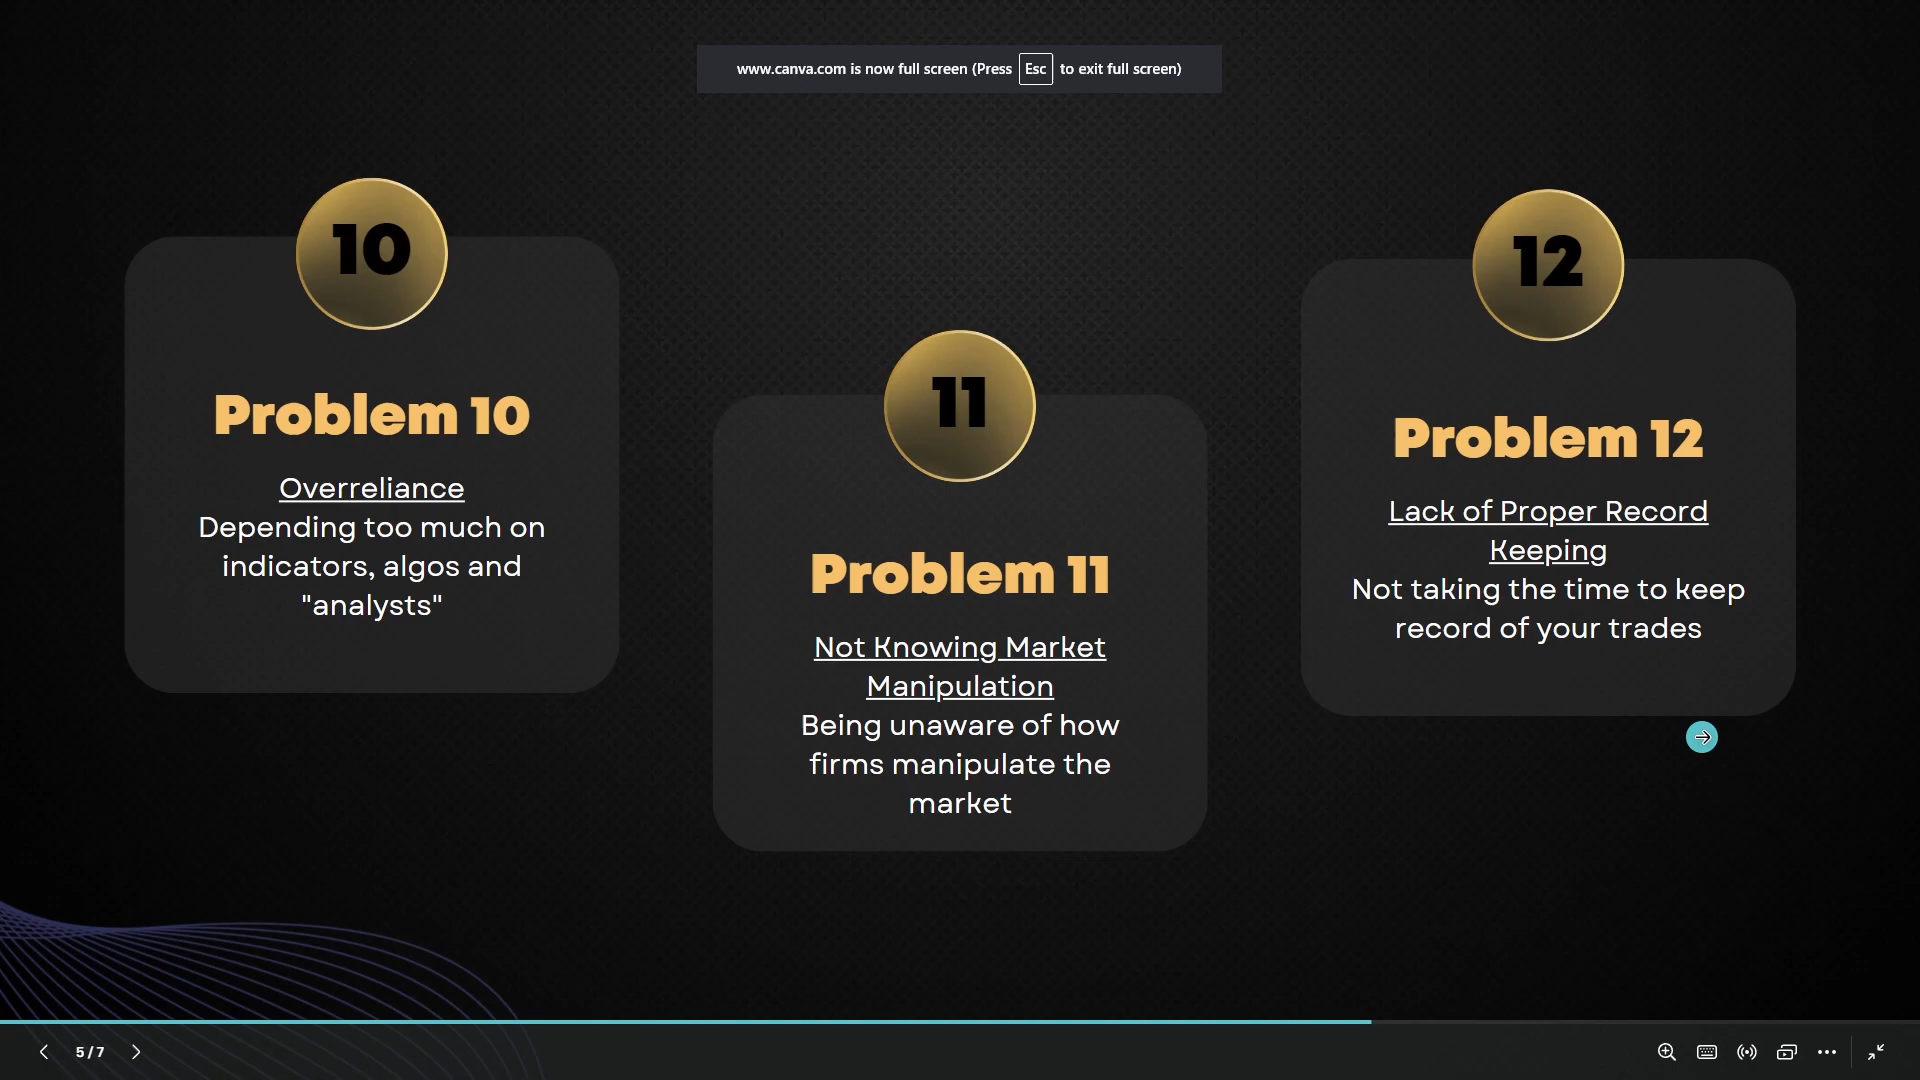 www.canva.com is now full screen (Press Esc to exit full screen)
10
Problem 10
Overreliance
Depending too much on
indicators, algos and
"analysts"
11
Problem 11
Not Knowing Market
Manipulation
Being unaware of how
firms manipulate the
market
12
Problem 12
Lack of Proper Record
Keeping
Not taking the time to keep
record of your trades
5 / 7